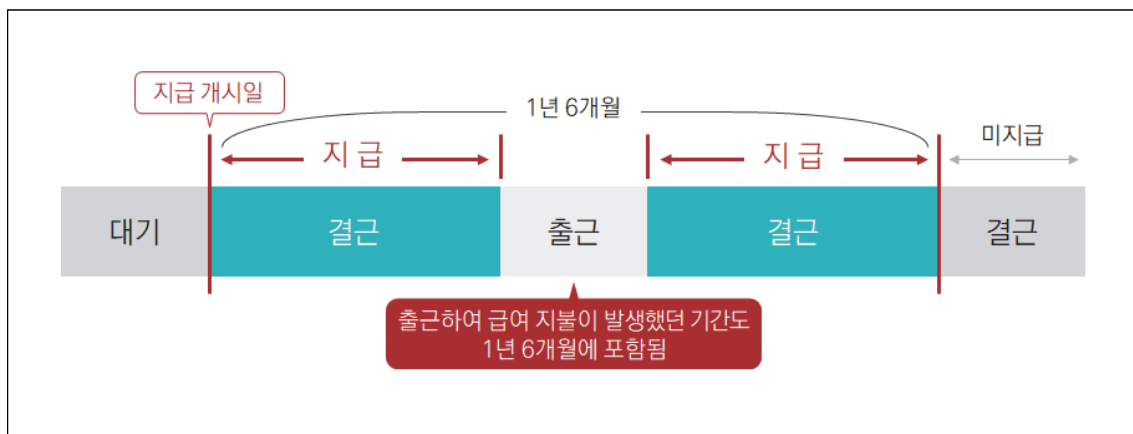 지급 개시일
1년 6개월
지 급
지 급
미지급
대기
결근
출근
결근
결근
출근하여 급여 지불이 발생했던 기간도
1년 6개월에 포함됨